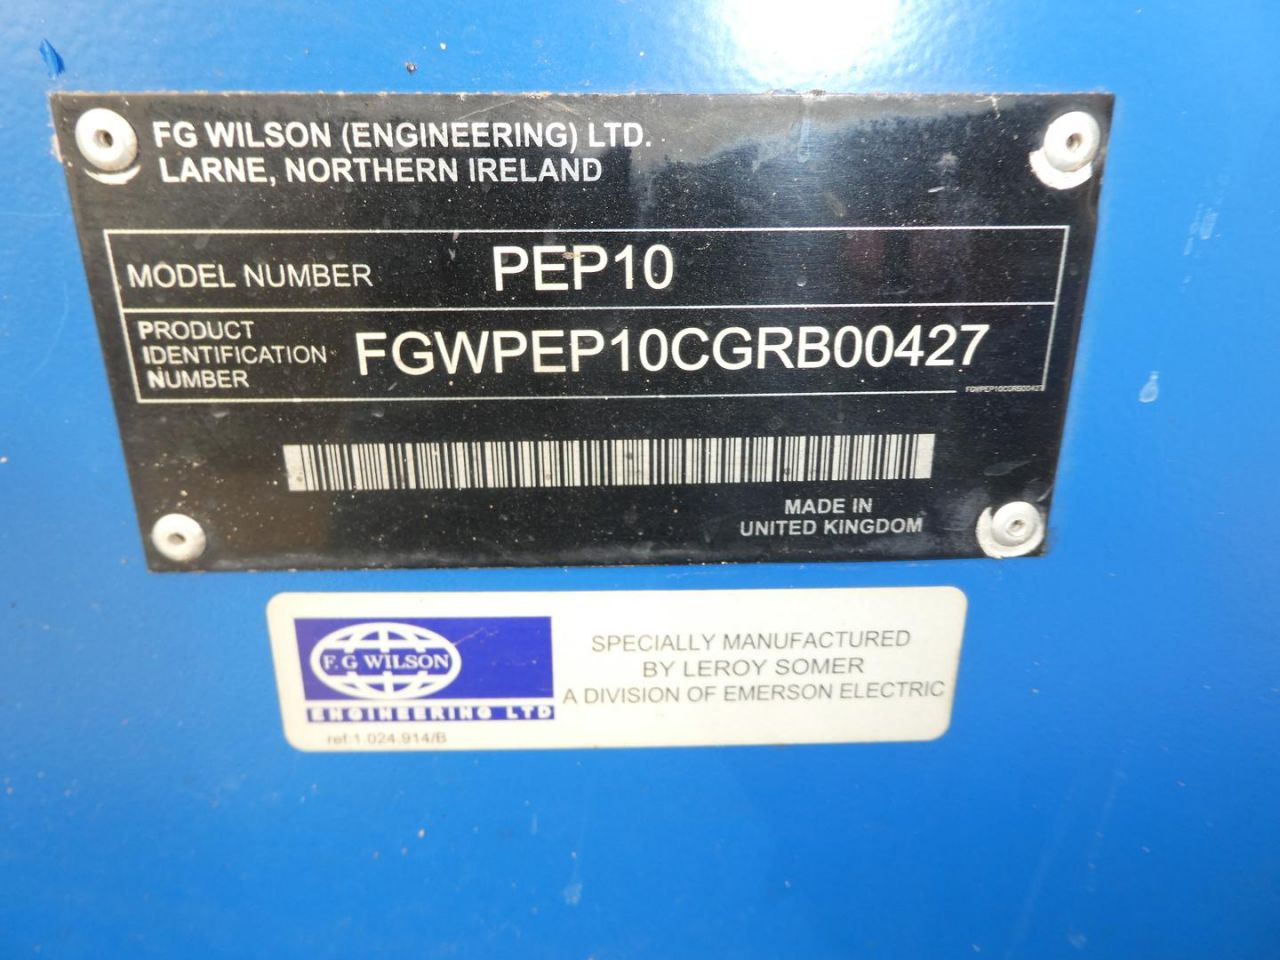 FG WILSON (ENGINEERING) LTD.
LARNE, NORTHERN IRELAND
MODEL NUMBER PEP10
PRODUCT
IDENTIFICATION
NUMBER
FGWPEP10CGRB00427
FGWPEP10CGRB00427
MADE IN
UNITED KINGDOM
F.G WILSON
ENGINEERING LTD
ref:1.024.914/B
SPECIALLY MANUFACTURED
BY LEROY SOMER
A DIVISION OF EMERSON ELECTRIC